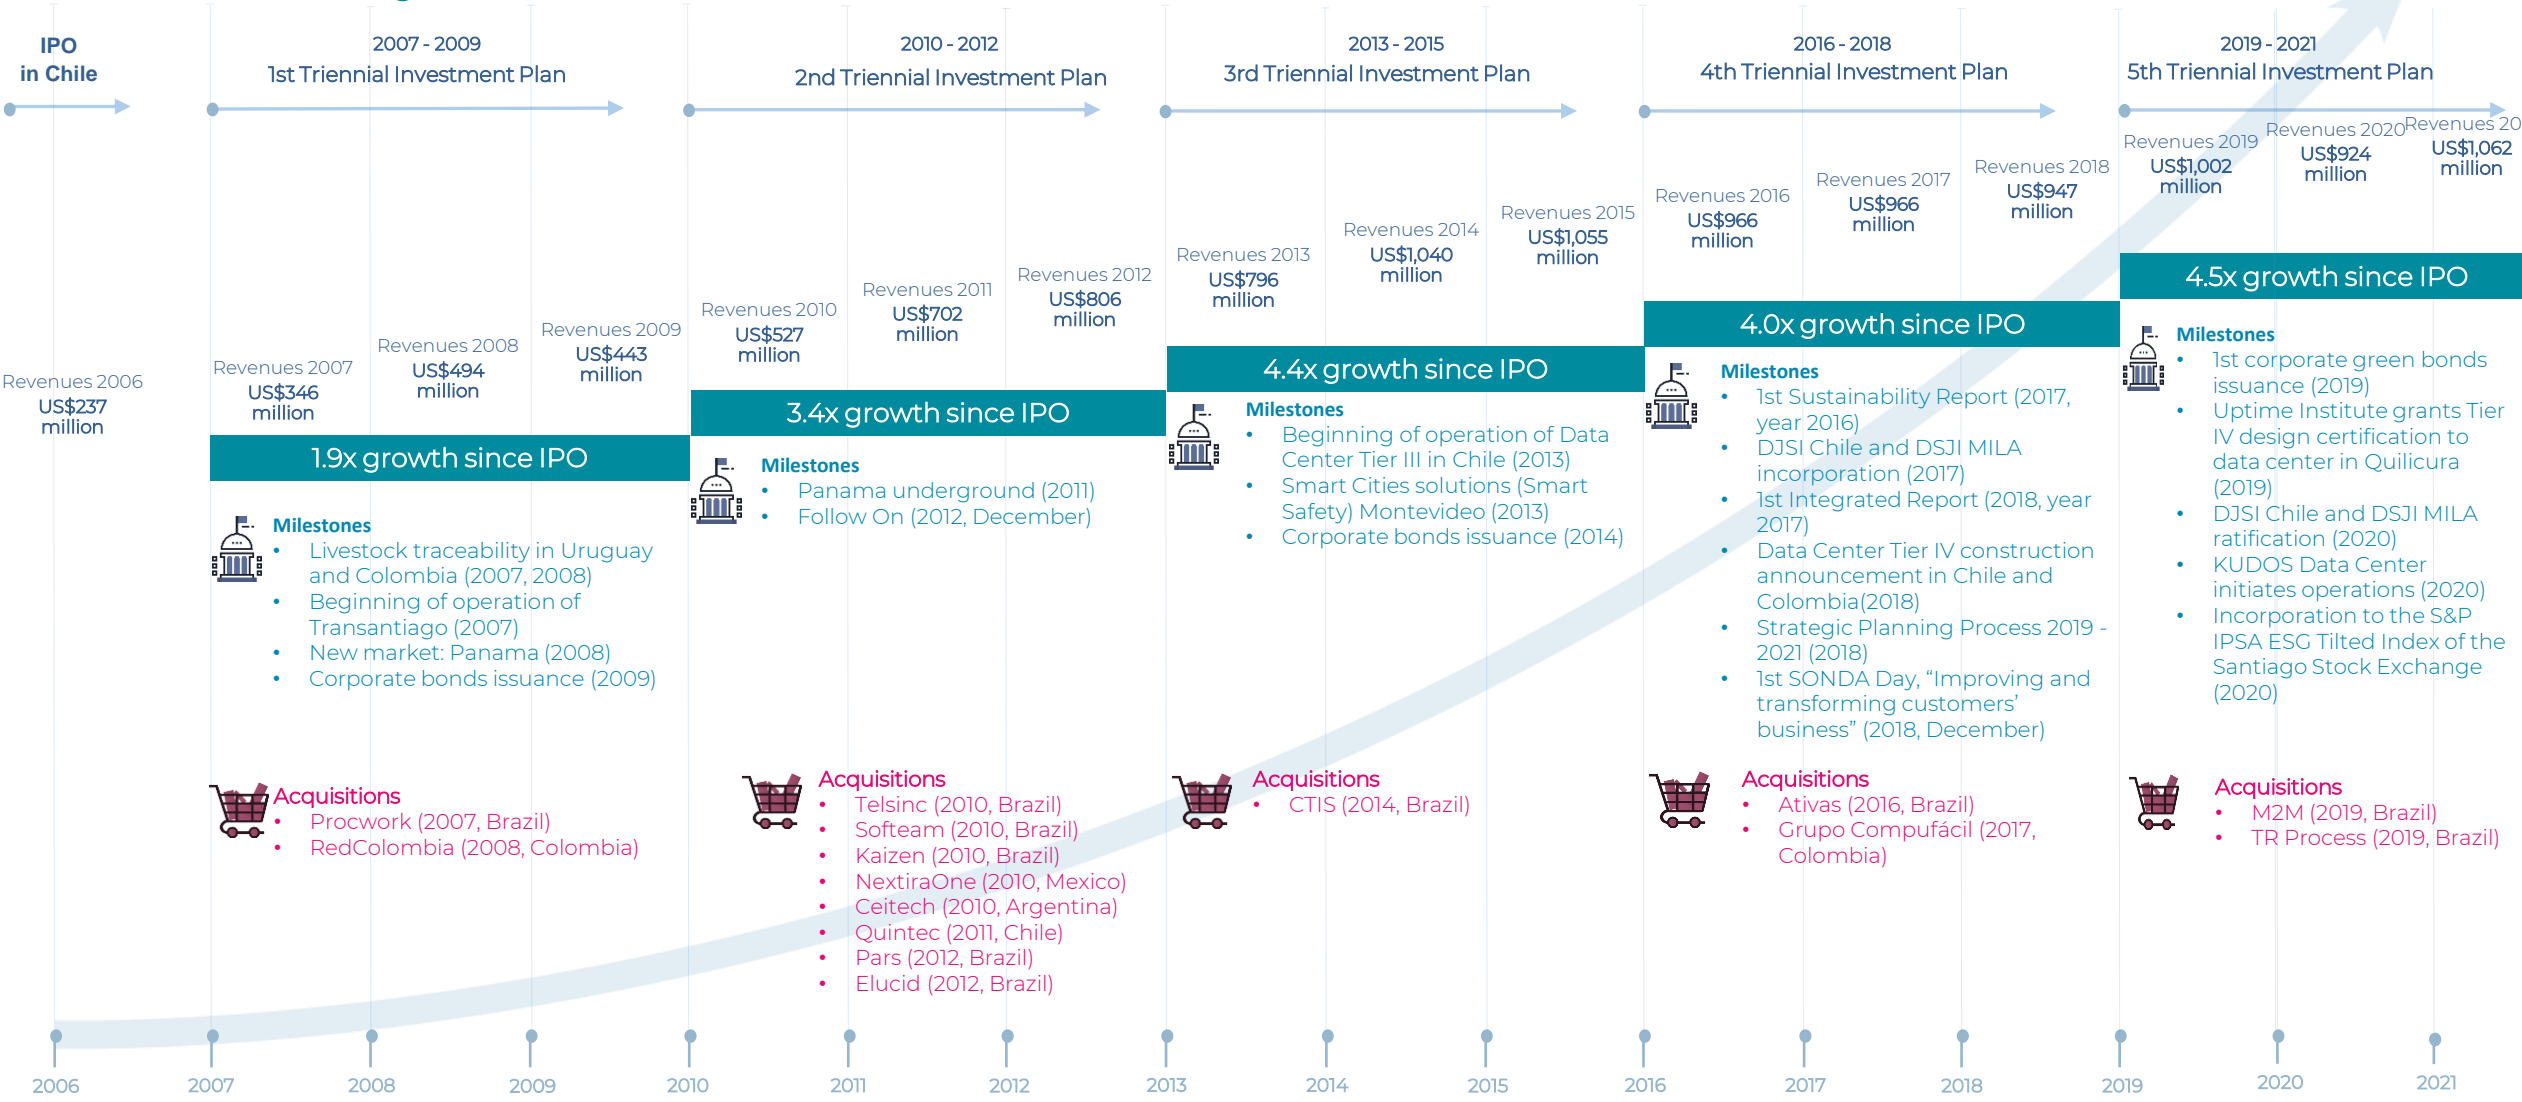 IPO
in Chile
2007 - 2009
1st Triennial Investment Plan
2010 - 2012
2nd Triennial Investment Plan
2013 - 2015
3rd Triennial Investment Plan
2016 - 2018
4th Triennial Investment Plan
2019 - 2021
5th Triennial Investment Plan
Revenues 2006
US$237
million
Revenues 2007
US$346
million
Revenues 2008
US$494
million
Revenues 2009
US$443
million
Revenues 2010
US$527
million
Revenues 2011
US$702
million
Revenues 2012
US$806
million
Revenues 2013
US$796
million
Revenues 2014
US$1,040
million
Revenues 2015
US$1,055
million
Revenues 2016
US$966
million
Revenues 2017
US$966
million
Revenues 2018
US$947
million
Revenues 2019
US$1,002
million
Revenues 2020
US$924
million
Revenues 20
US$1,062
million
1.9x growth since IPO
Milestones
• Livestock traceability in Uruguay
and Colombia (2007, 2008)
• Beginning of operation of
Transantiago (2007)
• New market: Panama (2008)
• Corporate bonds issuance (2009)
Acquisitions
• Procwork (2007, Brazil)
• RedColombia (2008, Colombia)
3.4x growth since IPO
Milestones
• Panama underground (2011)
• Follow On (2012, December)
Acquisitions
• Telsinc (2010, Brazil)
• Softeam (2010, Brazil)
• Kaizen (2010, Brazil)
• NextiraOne (2010, Mexico)
• Ceitech (2010, Argentina)
• Quintec (2011, Chile)
• Pars (2012, Brazil)
• Elucid (2012, Brazil)
4.4x growth since IPO
Milestones
• Beginning of operation of Data
Center Tier III in Chile (2013)
• Smart Cities solutions (Smart
Safety) Montevideo (2013)
• Corporate bonds issuance (2014)
Acquisitions
• CTIS (2014, Brazil)
4.0x growth since IPO
Milestones
• 1st Sustainability Report (2017,
year 2016)
• DJSI Chile and DSJI MILA
incorporation (2017)
• 1st Integrated Report (2018, year
2017)
• Data Center Tier IV construction
announcement in Chile and
Colombia(2018)
• Strategic Planning Process 2019 -
2021 (2018)
• 1st SONDA Day, “Improving and
transforming customers’
business” (2018, December)
Acquisitions
• Ativas (2016, Brazil)
• Grupo Compufácil (2017,
Colombia)
4.5x growth since IPO
Milestones
• 1st corporate green bonds
issuance (2019)
• Uptime Institute grants Tier
IV design certification to
data center in Quilicura
(2019)
• DJSI Chile and DSJI MILA
ratification (2020)
• KUDOS Data Center
initiates operations (2020)
• Incorporation to the S&P
IPSA ESG Tilted Index of the
Santiago Stock Exchange
(2020)
Acquisitions
• M2M (2019, Brazil)
• TR Process (2019, Brazil)
2006
2007
2008
2009
2010
2011
2012
2013
2014
2015
2016
2017
2018
2019
2020
2021